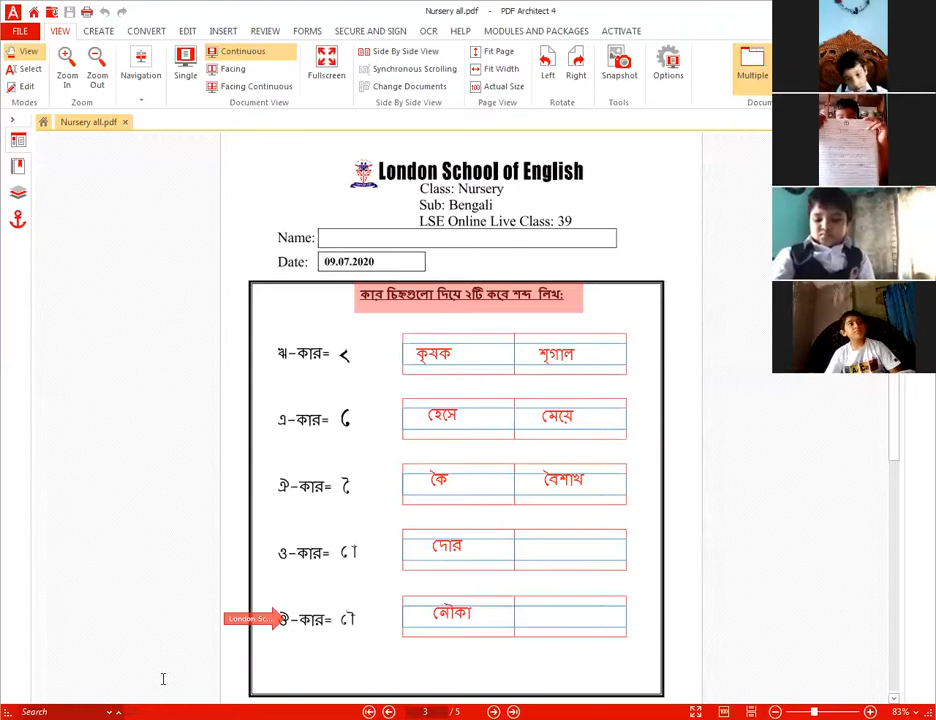 Nursery all.pdf - PDF Architect 4
FILE VIEW CREATE CONVERT EDIT INSERT REVIEW FORMS SECURE AND SIGN OCR HELP MODULES AND PACKAGES ACTIVATE
View Continuous Side By Side View Fit Page
Select Facing Synchronous Scrolling Fit Width
Edit Facing Continuous Change Documents Actual Size
Zoom In Zoom Out Navigation Single Fullscreen Left Right Snapshot Options Multiple
Modes Zoom Document View Side By Side View Page View Rotate Tools Docum
Nursery all.pdf ×
London School of English
Class: Nursery
Sub: Bengali
LSE Online Live Class: 39
Name:
Date: 09.07.2020
কার চিহ্নগুলো দিয়ে ২টি করে শব্দ লিখ:
ঋ-কার= ৃ কৃষক শৃগাল
এ-কার= ে হেসে মেয়ে
ঐ-কার= ৈ কৈ বৈশাখ
ও-কার= ো দোর
London Sc... ঔ-কার= ৌ নৌকা
Search 3 / 5 83%